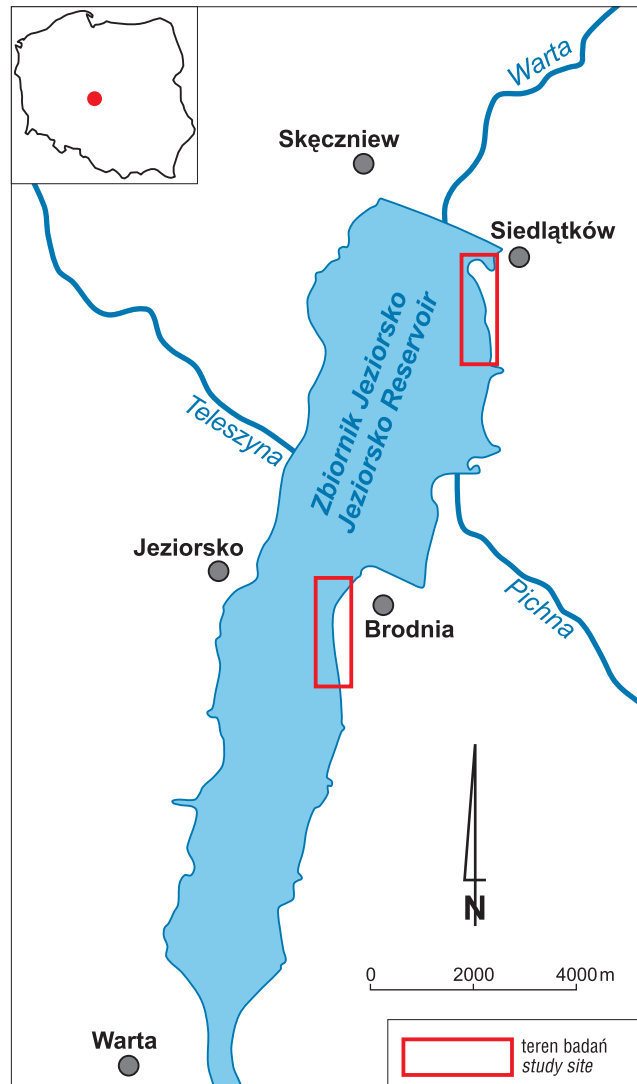 Warta
Skęczniew
Siedlątków
Zbiornik Jeziorsko
Jeziorsko Reservoir
Teleszyna
Jeziorsko
Brodnia
Pichna
N
0 2000 4000 m
Warta
teren badań
study site